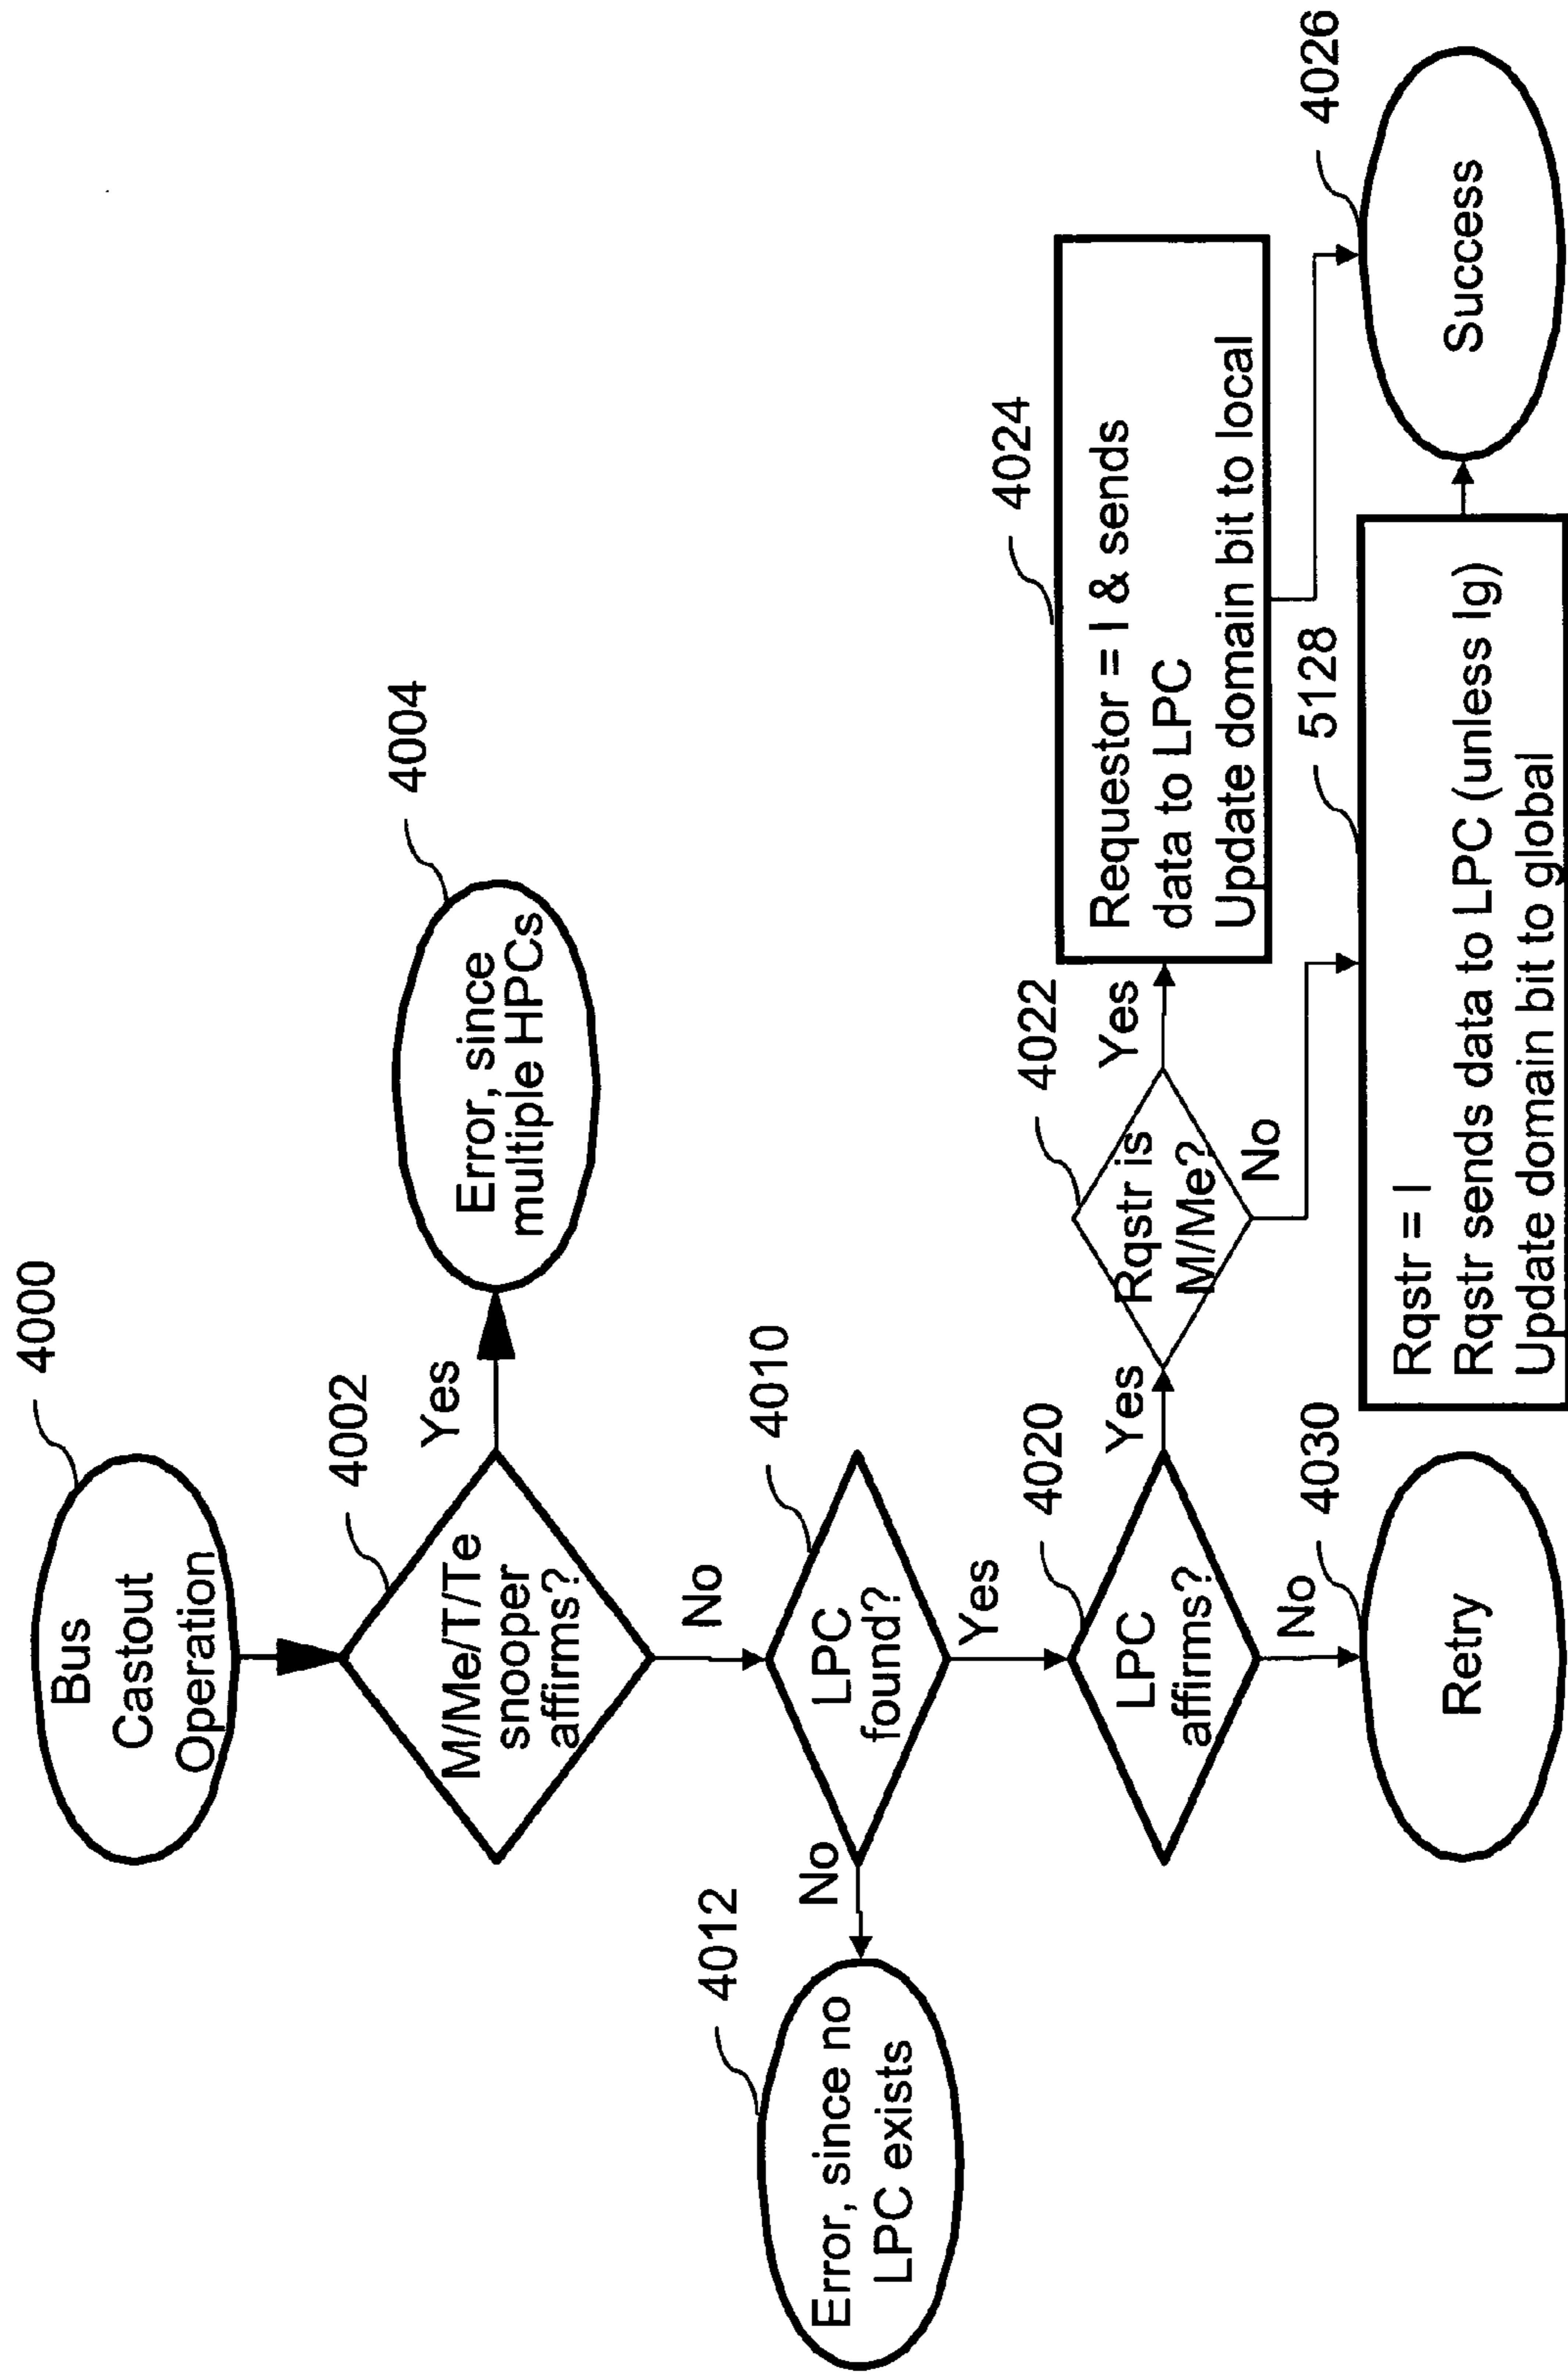 4000
Bus
Castout
Operation
4002
M/Me/T/Te
snooper
affirms?
Yes
4004
Error, since
multiple HPCs
No
4010
LPC
found?
No
4012
Error, since no
LPC exists
Yes
4020
LPC
affirms?
Yes
4022
Rqstr is
M/Me?
Yes
4024
Requestor = I & sends
data to LPC
Update domain bit to local
No
5128
Rqstr = I
Rqstr sends data to LPC (unless Ig)
Update domain bit to global
4026
Success
No
4030
Retry